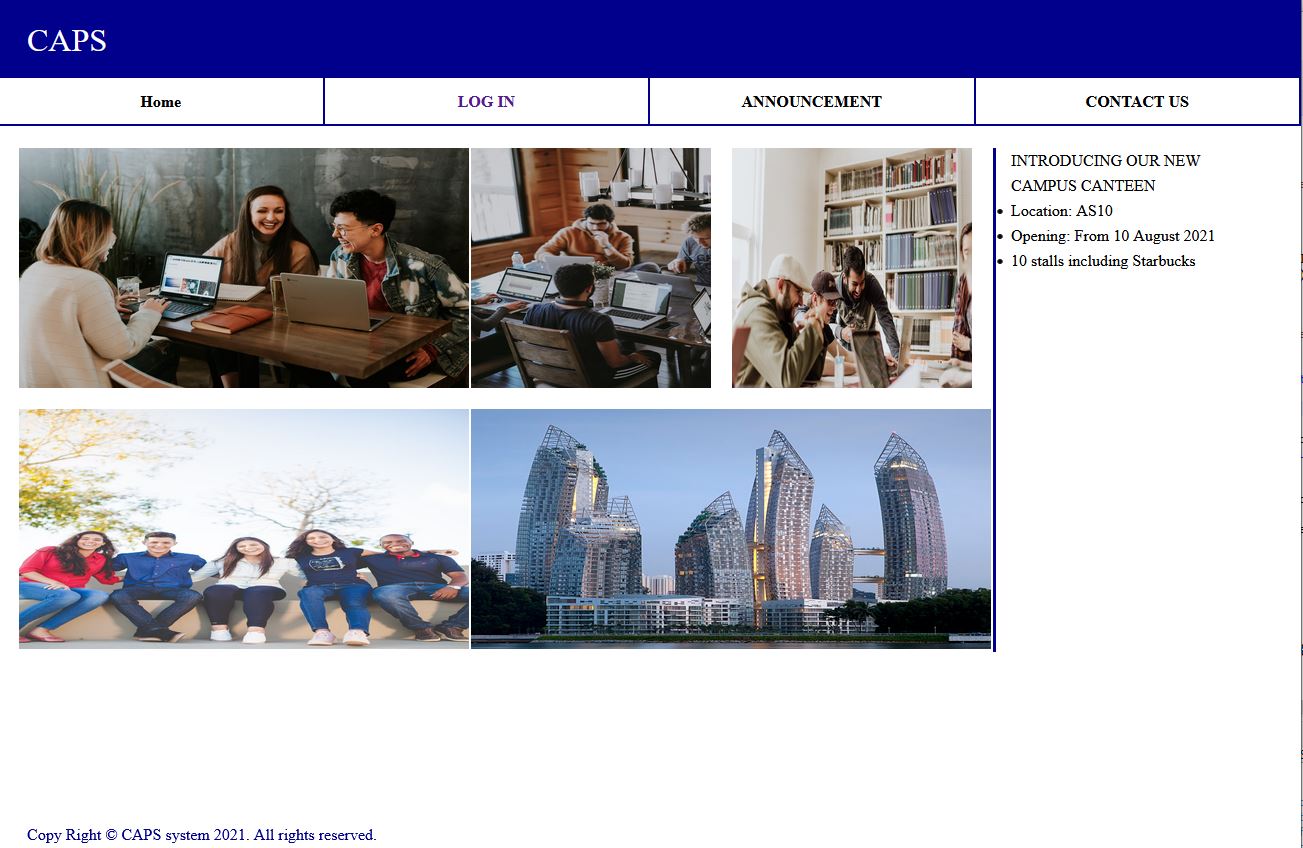 CAPS
Home
LOG IN
ANNOUNCEMENT
CONTACT US
INTRODUCING OUR NEW
CAMPUS CANTEEN
Location: AS10
Opening: From 10 August 2021
10 stalls including Starbucks
Copy Right © CAPS system 2021. All rights reserved.